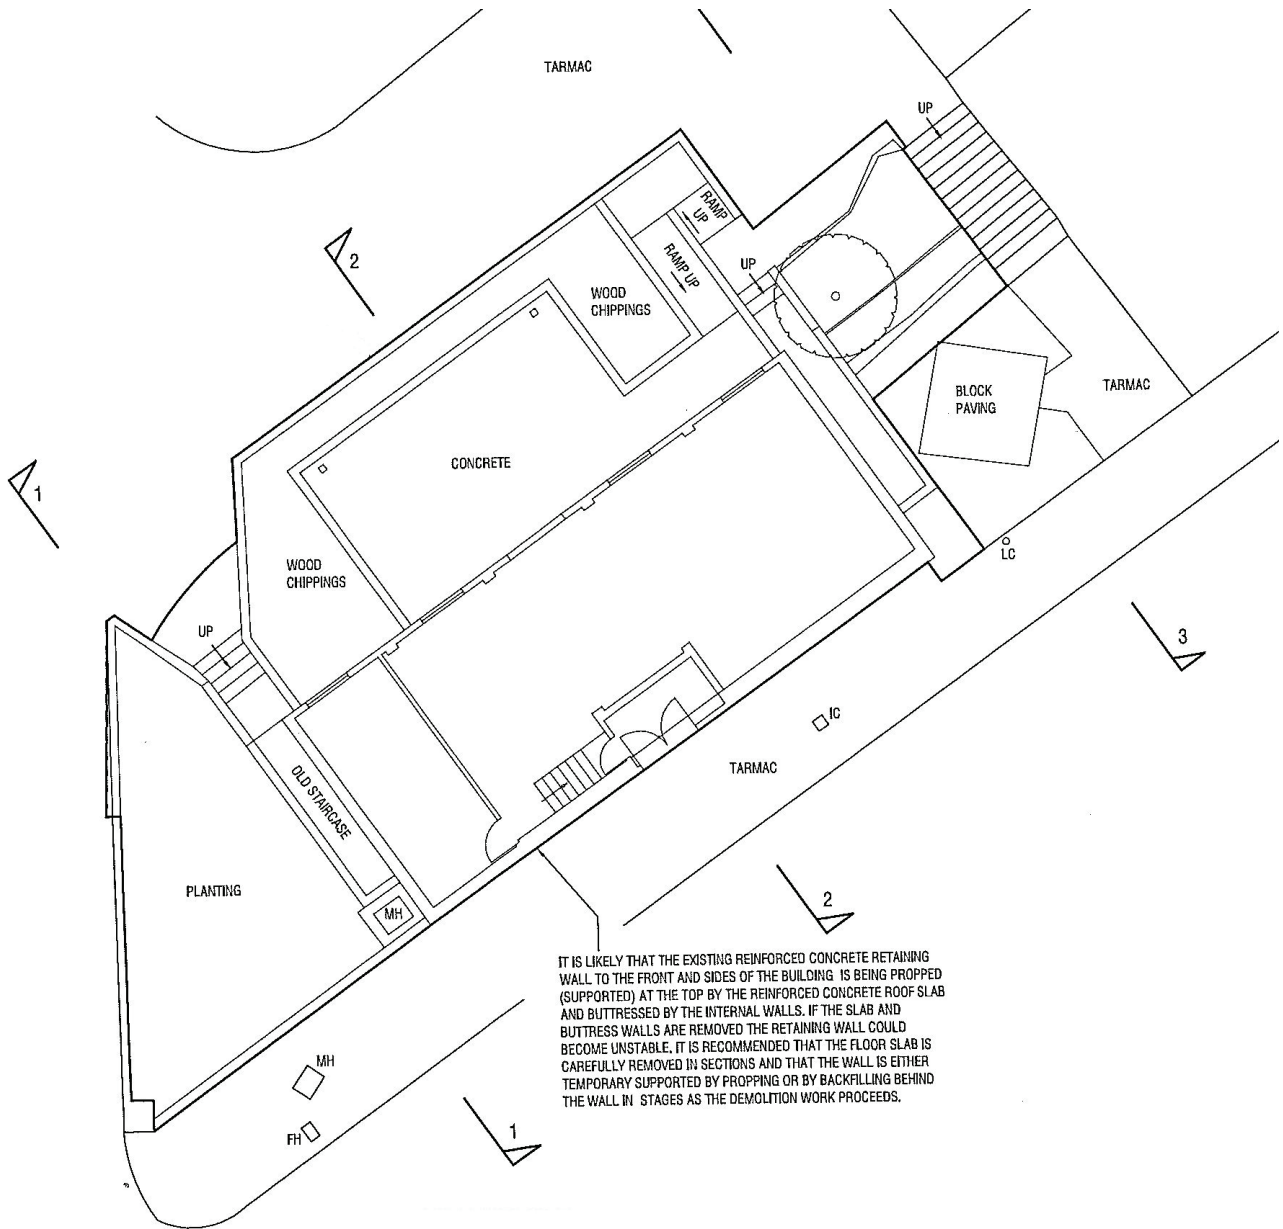 TARMAC
UP
RAMP
UP
2
RAMP UP
UP
WOOD
CHIPPINGS
BLOCK
PAVING
TARMAC
CONCRETE
1
LC
WOOD
CHIPPINGS
UP
3
IC
TARMAC
OLD STAIRCASE
PLANTING
MH
2
IT IS LIKELY THAT THE EXISTING REINFORCED CONCRETE RETAINING
WALL TO THE FRONT AND SIDES OF THE BUILDING IS BEING PROPPED
(SUPPORTED) AT THE TOP BY THE REINFORCED CONCRETE ROOF SLAB
AND BUTTRESSED BY THE INTERNAL WALLS. IF THE SLAB AND
BUTTRESS WALLS ARE REMOVED THE RETAINING WALL COULD
BECOME UNSTABLE. IT IS RECOMMENDED THAT THE FLOOR SLAB IS
CAREFULLY REMOVED IN SECTIONS AND THAT THE WALL IS EITHER
TEMPORARY SUPPORTED BY PROPPING OR BY BACKFILLING BEHIND
THE WALL IN STAGES AS THE DEMOLITION WORK PROCEEDS.
MH
FH
1